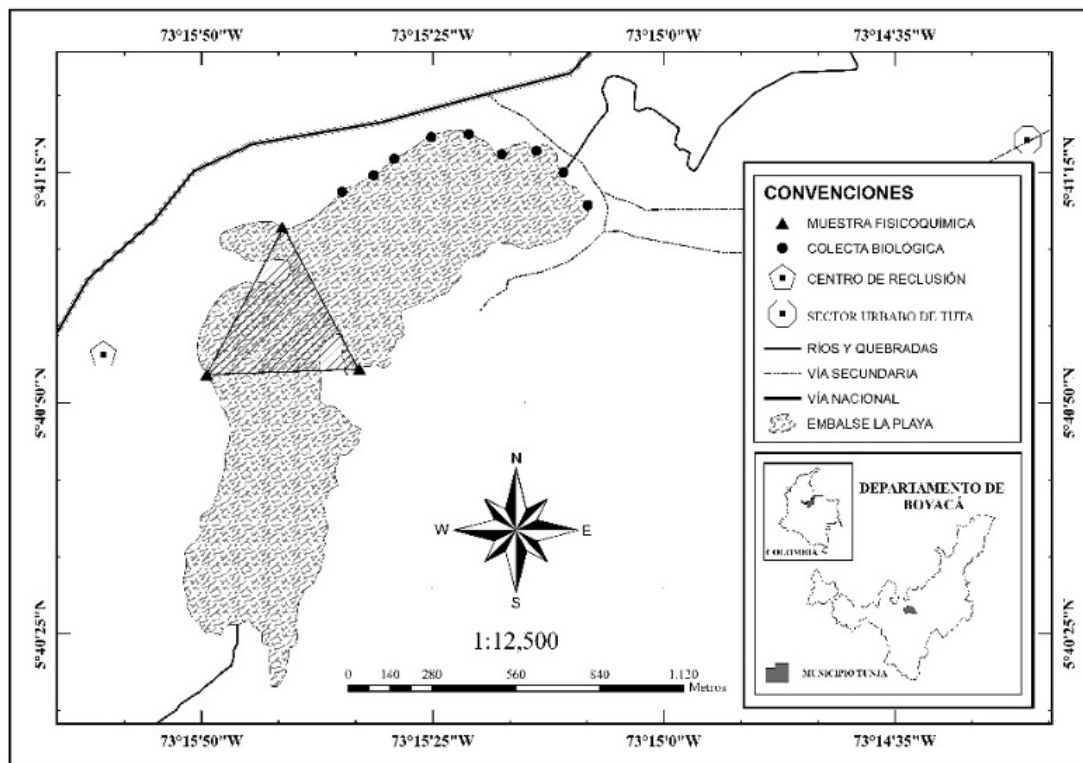 73°15'50"W 73°15'25"W 73°15'0"W 73°14'35"W
5°41'15"N
5°40'50"N
5°40'25"N
N
W E
S
1:12,500
0 140 280 560 840 1.120
Metros
CONVENCIONES
MUESTRA FISICOQUÍMICA
COLECTA BIOLÓGICA
CENTRO DE RECLUSIÓN
SECTOR URBABO DE TUTA
RÍOS Y QUEBRADAS
VÍA SECUNDARIA
VÍA NACIONAL
EMBALSE LA PLAYA
COLOMBIA
DEPARTAMENTO DE
BOYACÁ
MUNICIPIO TUNJA
5°41'15"N
5°40'50"N
5°40'25"N
73°15'50"W 73°15'25"W 73°15'0"W 73°14'35"W